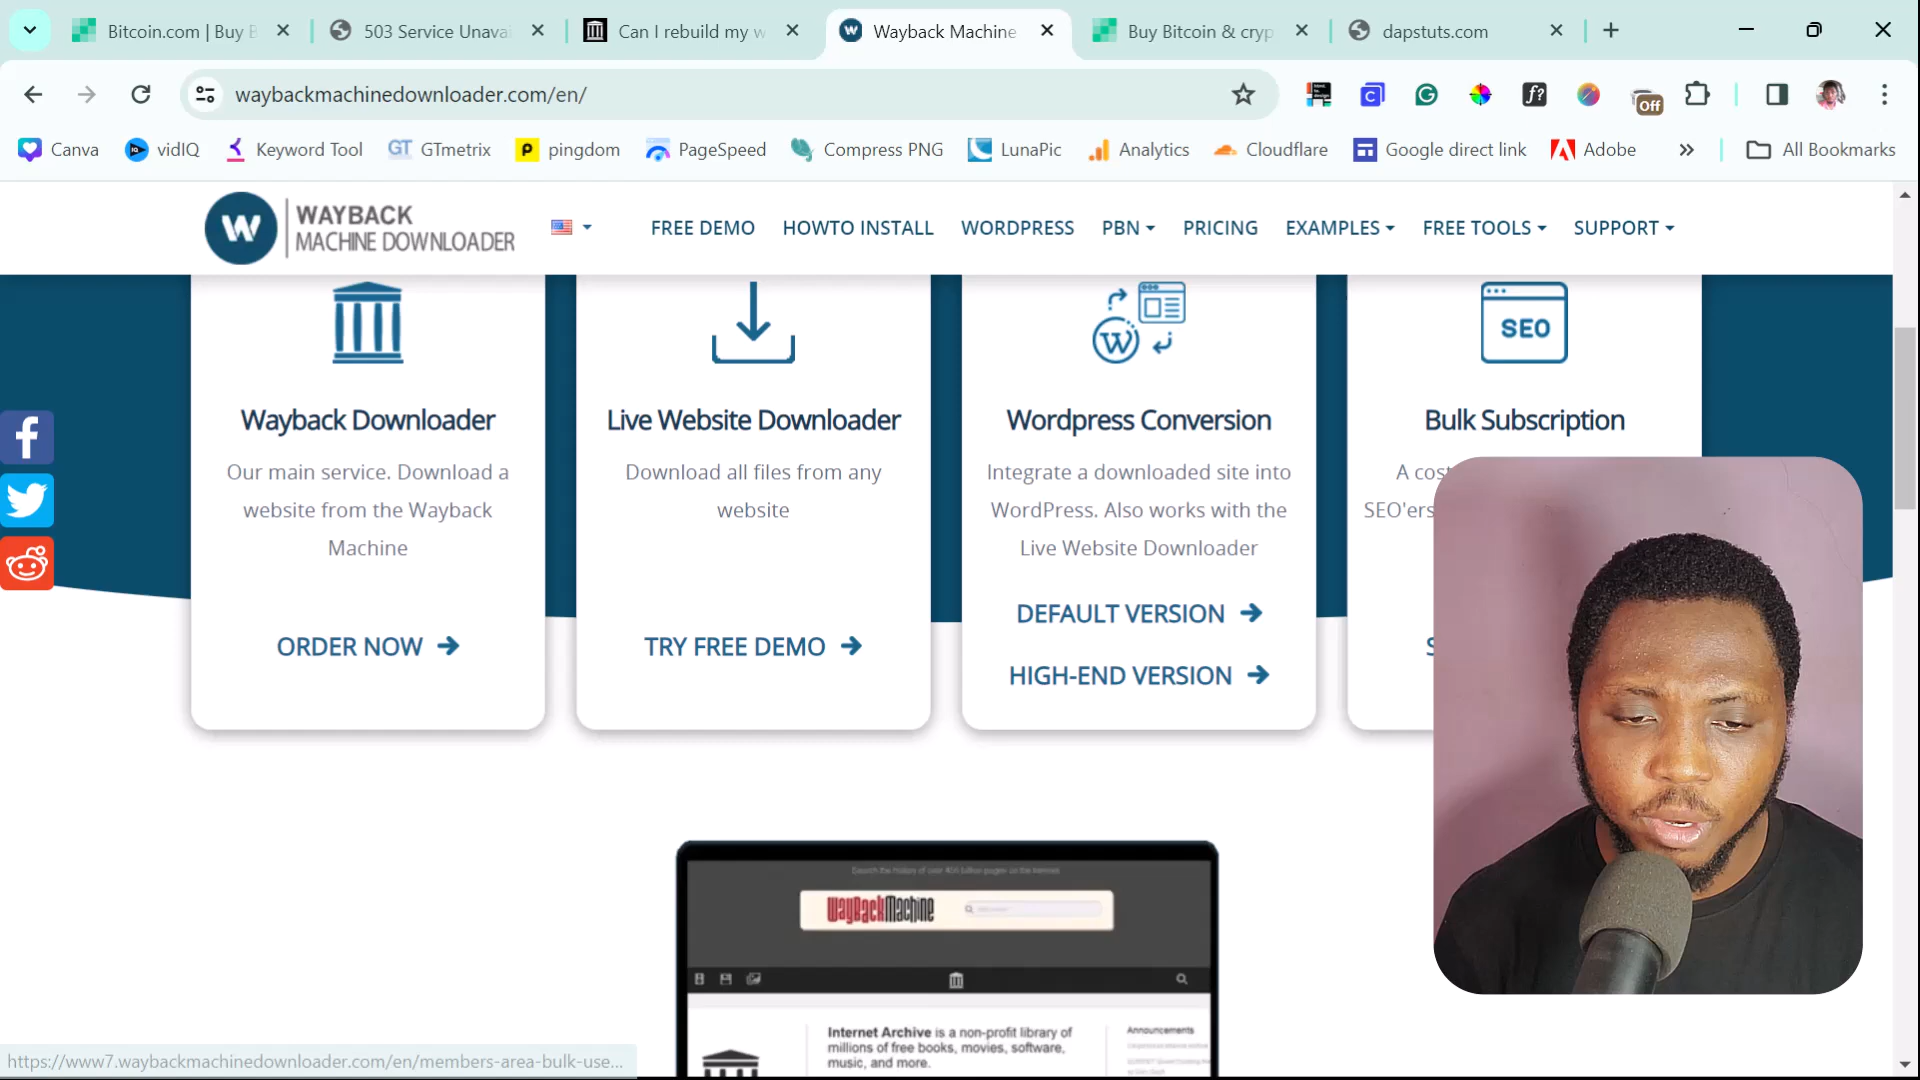 Bitcoin.com | Buy B
503 Service Unava
Can I rebuild my w
Wayback Machine
Buy Bitcoin & cryp
dapstuts.com
waybackmachinedownloader.com/en/
Off
Canva
vidIQ
Keyword Tool
GT GTmetrix
pingdom
PageSpeed
Compress PNG
LunaPic
Analytics
Cloudflare
Google direct link
Adobe
All Bookmarks
W WAYBACK
MACHINE DOWNLOADER
FREE DEMO
HOWTO INSTALL
WORDPRESS
PBN
PRICING
EXAMPLES
FREE TOOLS
SUPPORT
SEO
Wayback Downloader
Our main service. Download a
website from the Wayback
Machine
ORDER NOW
Live Website Downloader
Download all files from any
website
TRY FREE DEMO
Wordpress Conversion
Integrate a downloaded site into
WordPress. Also works with the
Live Website Downloader
DEFAULT VERSION
HIGH-END VERSION
Bulk Subscription
A cos
SEO'ers
S
WayBackMachine
Internet Archive is a non-profit library of
millions of free books, movies, software,
music, and more.
Announcements
https://www7.waybackmachinedownloader.com/en/members-area-bulk-use...